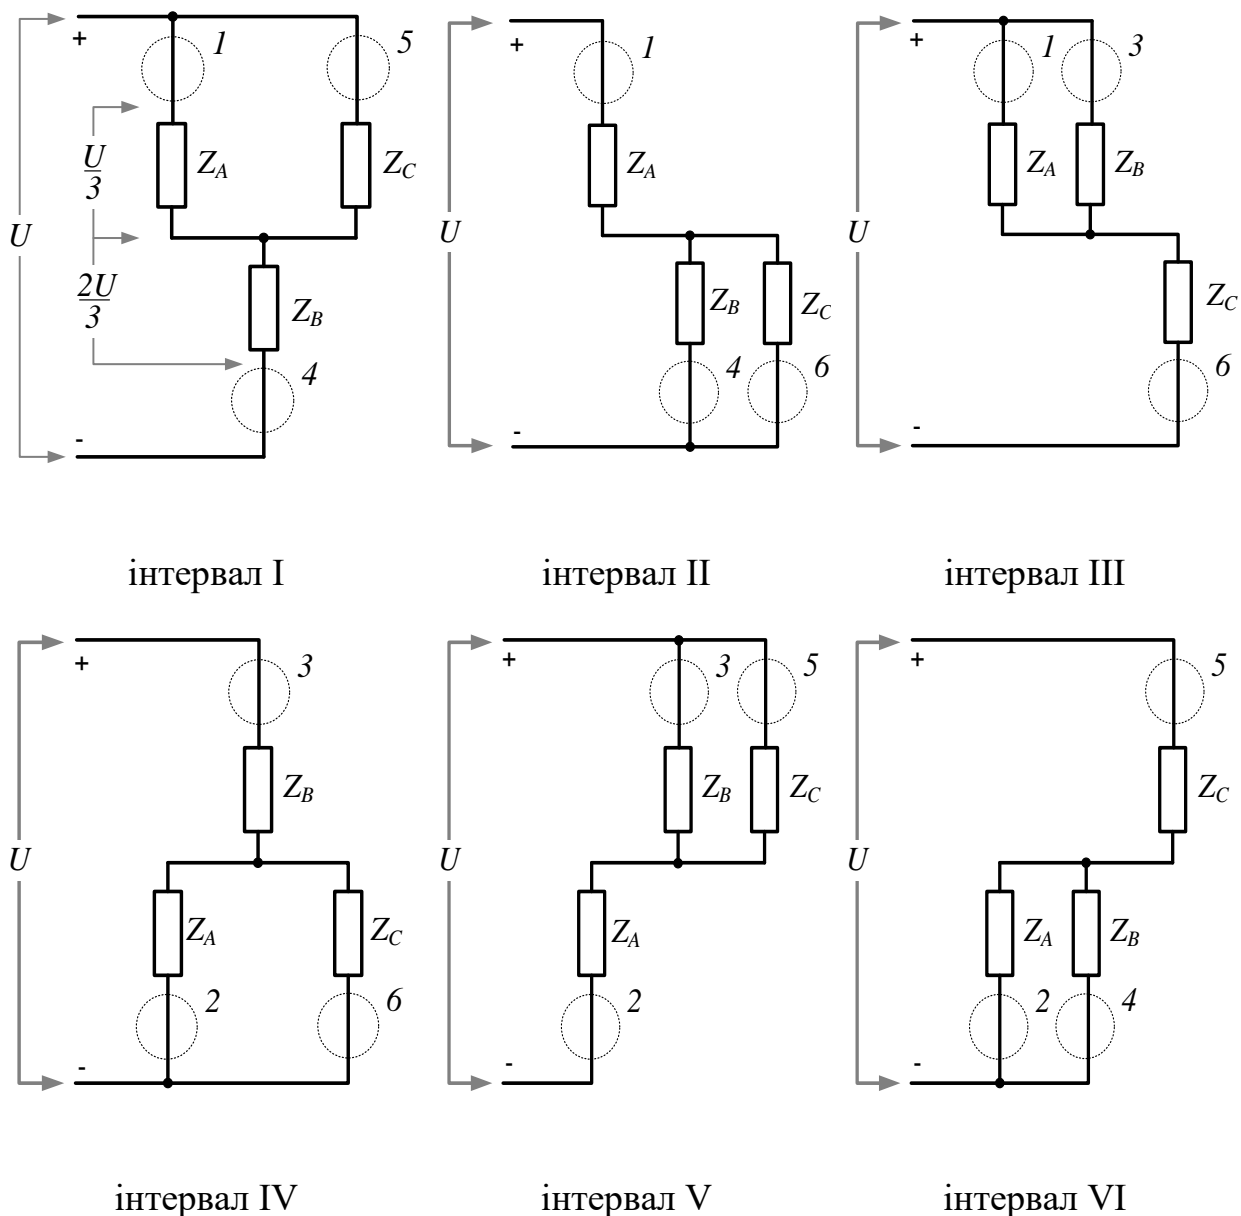 1
5
+
U
3
Z_A
Z_C
U
2U
3
Z_B
4
-
інтервал I
1
+
Z_A
U
Z_B
Z_C
4
6
-
інтервал II
1
3
+
Z_A
Z_B
U
Z_C
6
-
інтервал III
3
+
Z_B
U
Z_A
Z_C
2
6
-
інтервал IV
3
5
+
Z_B
Z_C
U
Z_A
2
-
інтервал V
5
+
Z_C
U
Z_A
Z_B
2
4
-
інтервал VI